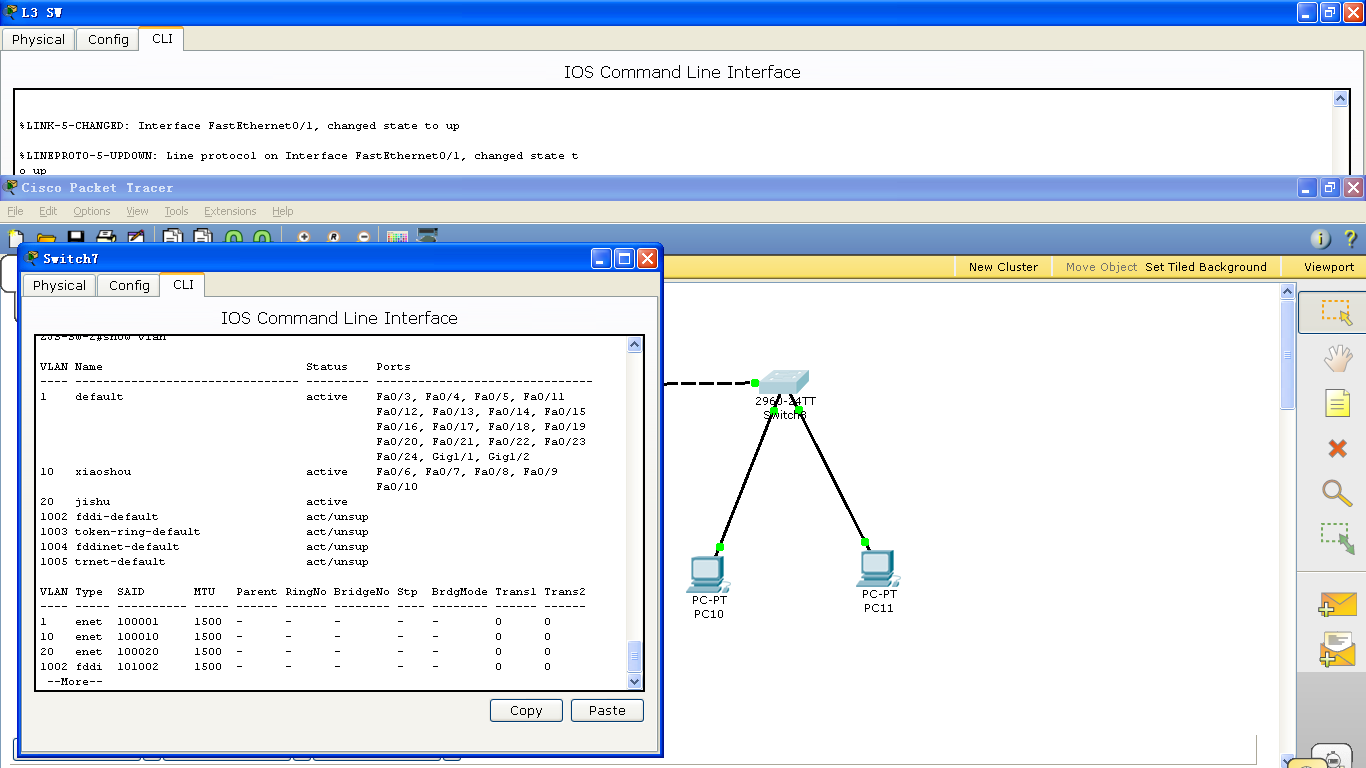 L3 SW
Physical Config CLI
IOS Command Line Interface
%LINK-5-CHANGED: Interface FastEthernet0/1, changed state to up
%LINEPROTO-5-UPDOWN: Line protocol on Interface FastEthernet0/1, changed state t
o up
Cisco Packet Tracer
File Edit Options View Tools Extensions Help
New Cluster Move Object Set Tiled Background Viewport
Switch7
Physical Config CLI
IOS Command Line Interface
ZJS-SW-2#show vlan
VLAN Name Status Ports
---- -------------------------------- --------- -------------------------------
1 default active Fa0/3, Fa0/4, Fa0/5, Fa0/11
Fa0/12, Fa0/13, Fa0/14, Fa0/15
Fa0/16, Fa0/17, Fa0/18, Fa0/19
Fa0/20, Fa0/21, Fa0/22, Fa0/23
Fa0/24, Gig1/1, Gig1/2
10 xiaoshou active Fa0/6, Fa0/7, Fa0/8, Fa0/9
Fa0/10
20 jishu active
1002 fddi-default act/unsup
1003 token-ring-default act/unsup
1004 fddinet-default act/unsup
1005 trnet-default act/unsup
VLAN Type SAID MTU Parent RingNo BridgeNo Stp BrdgMode Trans1 Trans2
---- ----- ---------- ----- ------ ------ -------- ---- -------- ------ ------
1 enet 100001 1500 - - - - - 0 0
10 enet 100010 1500 - - - - - 0 0
20 enet 100020 1500 - - - - - 0 0
1002 fddi 101002 1500 - - - - - 0 0
--More--
Copy Paste
2960-24TT
Switch8
PC-PT
PC10
PC-PT
PC11